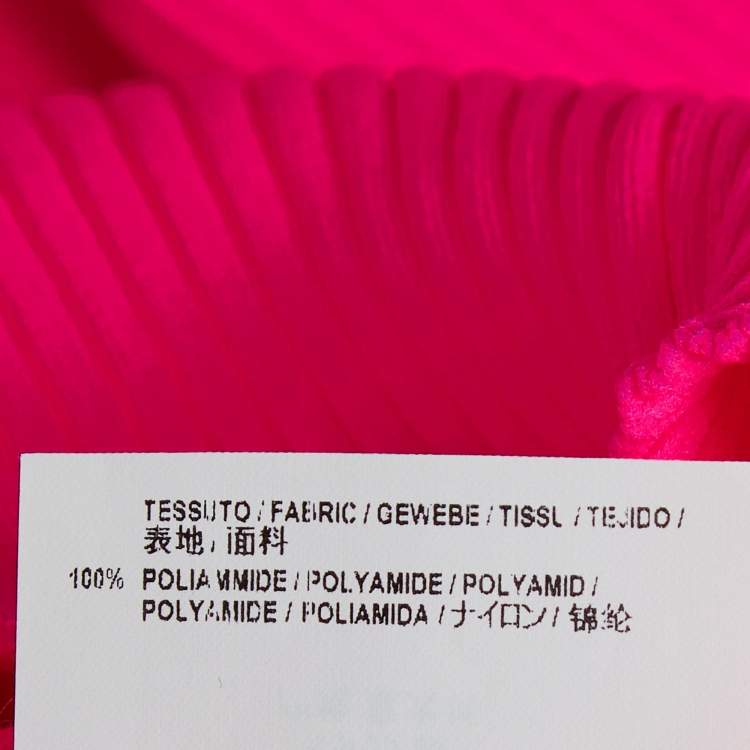 TESSUTO / FABRIC / GEWEBE / TISSU / TEJIDO /
表地 / 面料
100% POLIAMMIDE / POLYAMIDE / POLYAMID /
POLYAMIDE / POLIAMIDA / ナイロン / 锦纶